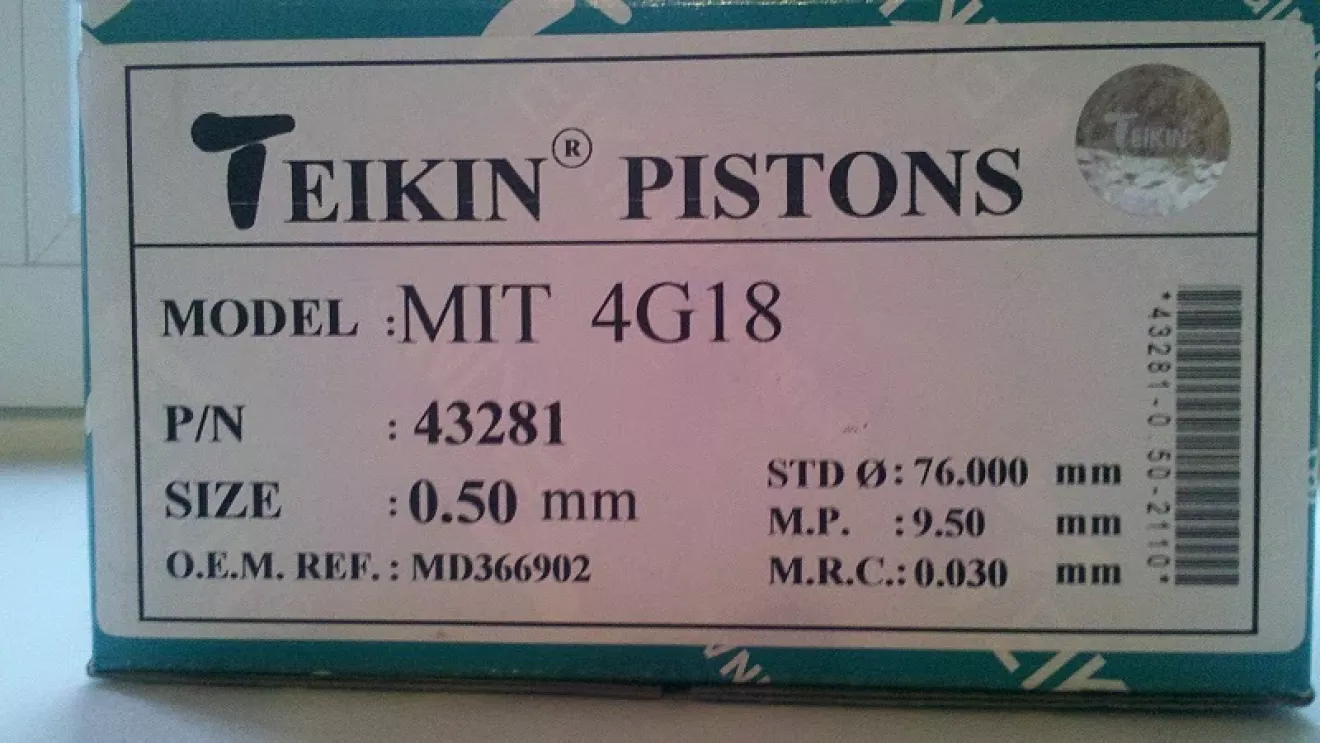 TEIKIN® PISTONS
TEIKIN
MODEL :MIT 4G18
P/N : 43281
SIZE :0.50 mm
O.E.M. REF. : MD366902
STD Ø: 76.000 mm
M.P. :9.50 mm
M.R.C.: 0.030 mm
*43281-0.50-2110*